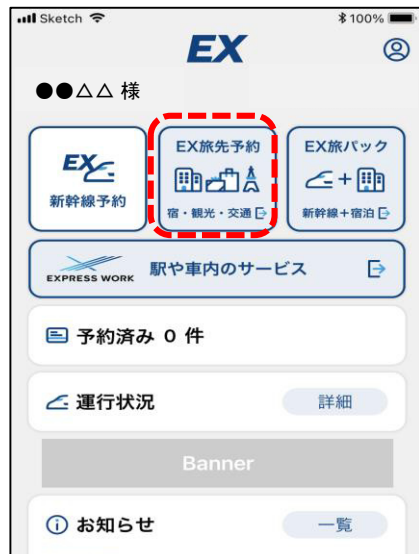 Sketch 100%
EX
●●△△ 様
EX
新幹線予約
EX旅先予約
宿・観光・交通
EX旅パック
+
新幹線+宿泊
EXPRESS WORK 駅や車内のサービス
予約済み 0 件
運行状況 詳細
Banner
お知らせ 一覧